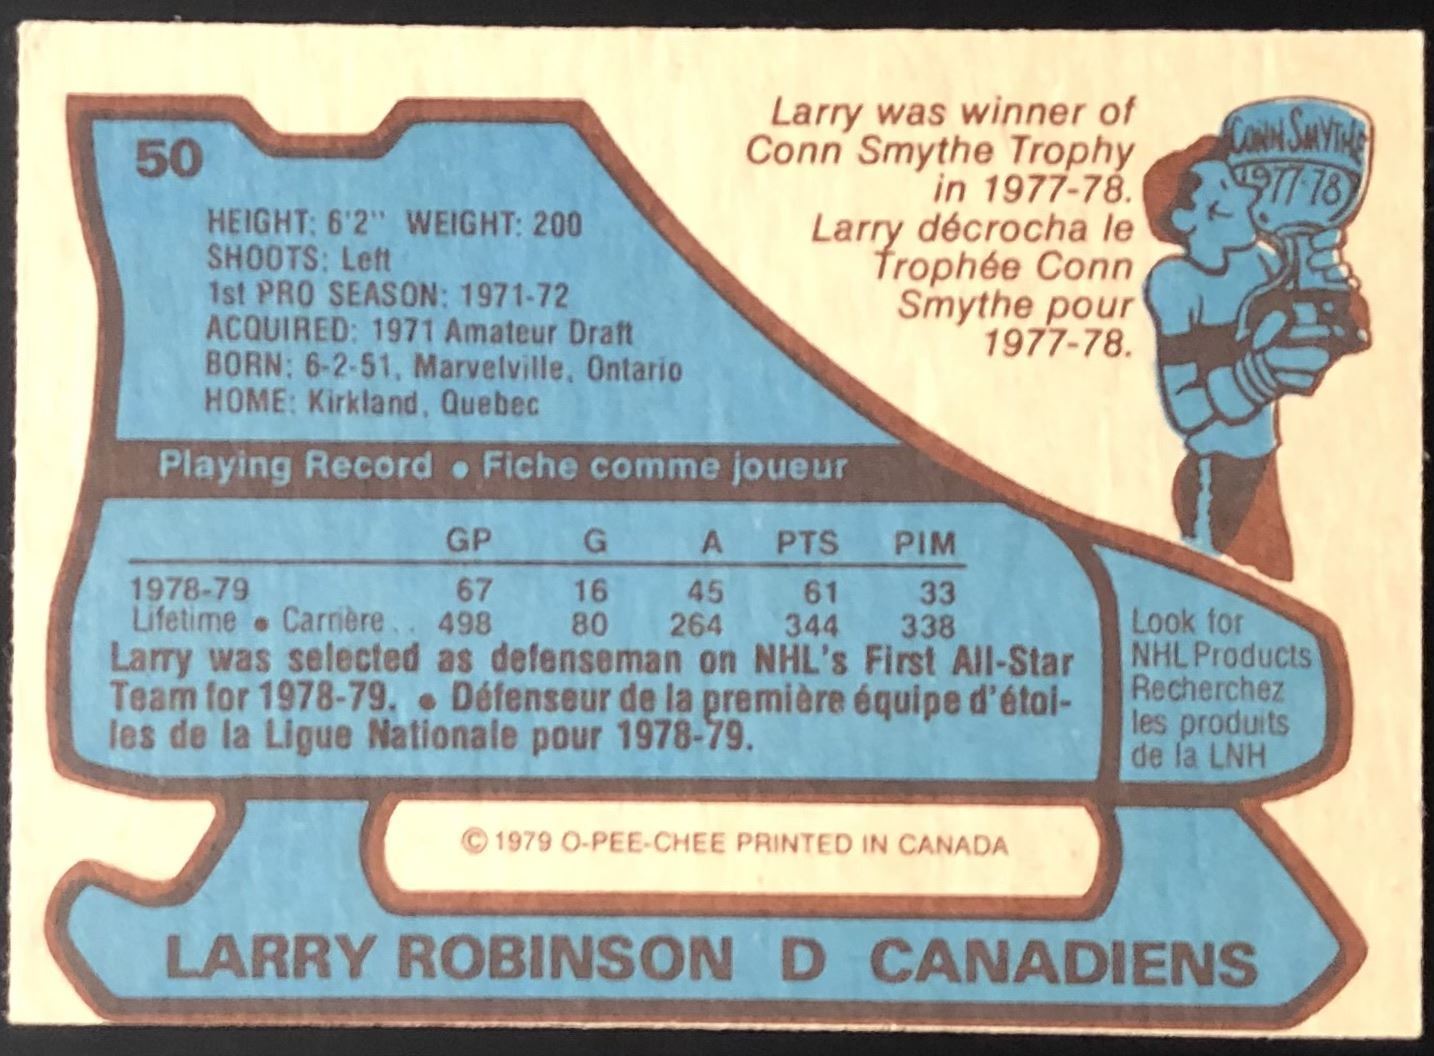 50
HEIGHT: 6'2" WEIGHT: 200
SHOOTS: Left
1st PRO SEASON: 1971-72
ACQUIRED: 1971 Amateur Draft
BORN: 6-2-51, Marvelville, Ontario
HOME: Kirkland, Quebec
Larry was winner of
Conn Smythe Trophy
in 1977-78.
Larry décrocha le
Trophée Conn
Smythe pour
1977-78.
CONN SMYTHE
1977-78
Playing Record • Fiche comme joueur
GP G A PTS PIM
1978-79 67 16 45 61 33
Lifetime • Carrière . . 498 80 264 344 338
Larry was selected as defenseman on NHL's First All-Star
Team for 1978-79. • Défenseur de la première équipe d'étoi-
les de la Ligue Nationale pour 1978-79.
Look for
NHL Products
Recherchez
les produits
de la LNH
© 1979 O-PEE-CHEE PRINTED IN CANADA
LARRY ROBINSON D CANADIENS